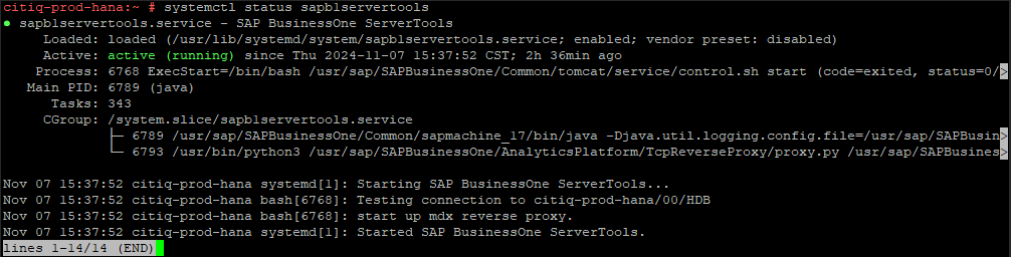 citiq-prod-hana:~ # systemctl status sapb1servertools
● sapb1servertools.service - SAP BusinessOne ServerTools
Loaded: loaded (/usr/lib/systemd/system/sapb1servertools.service; enabled; vendor preset: disabled)
Active: active (running) since Thu 2024-11-07 15:37:52 CST; 2h 36min ago
Process: 6768 ExecStart=/bin/bash /usr/sap/SAPBusinessOne/Common/tomcat/service/control.sh start (code=exited, status=0/>
Main PID: 6789 (java)
Tasks: 343
CGroup: /system.slice/sapb1servertools.service
├─ 6789 /usr/sap/SAPBusinessOne/Common/sapmachine_17/bin/java -Djava.util.logging.config.file=/usr/sap/SAPBusin>
└─ 6793 /usr/bin/python3 /usr/sap/SAPBusinessOne/AnalyticsPlatform/TcpReverseProxy/proxy.py /usr/sap/SAPBusines>
Nov 07 15:37:52 citiq-prod-hana systemd[1]: Starting SAP BusinessOne ServerTools...
Nov 07 15:37:52 citiq-prod-hana bash[6768]: Testing connection to citiq-prod-hana/00/HDB
Nov 07 15:37:52 citiq-prod-hana bash[6768]: start up mdx reverse proxy.
Nov 07 15:37:52 citiq-prod-hana systemd[1]: Started SAP BusinessOne ServerTools.
lines 1-14/14 (END)